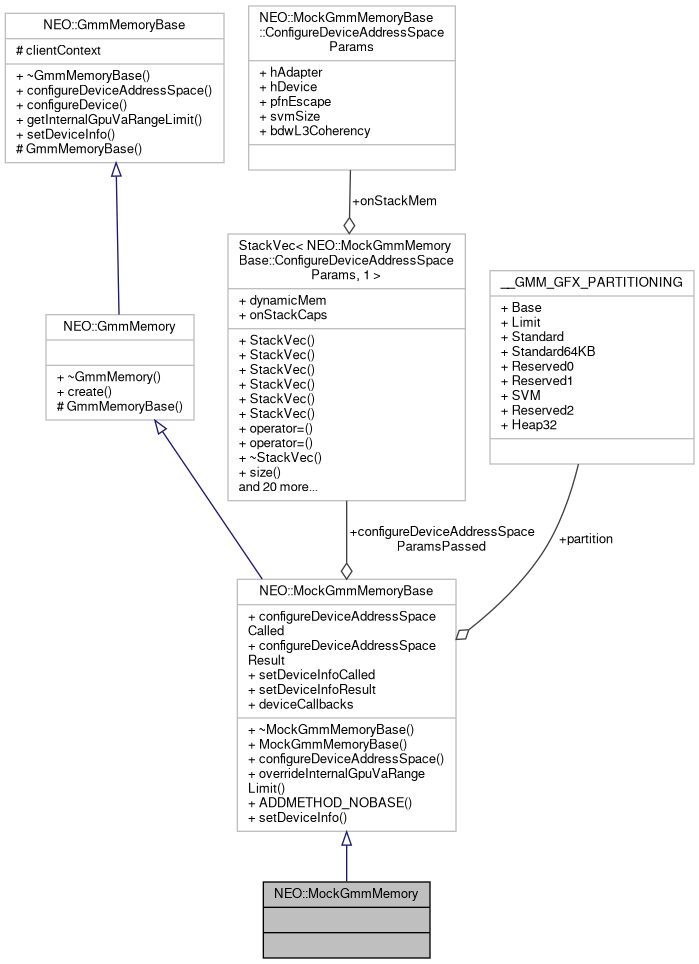 NEO::GmmMemoryBase
# clientContext
+ ~GmmMemoryBase()
+ configureDeviceAddressSpace()
+ configureDevice()
+ getInternalGpuVaRangeLimit()
+ setDeviceInfo()
# GmmMemoryBase()
NEO::MockGmmMemoryBase
::ConfigureDeviceAddressSpace
Params
+ hAdapter
+ hDevice
+ pfnEscape
+ svmSize
+ bdwL3Coherency
+onStackMem
StackVec< NEO::MockGmmMemory
Base::ConfigureDeviceAddressSpace
Params, 1 >
+ dynamicMem
+ onStackCaps
+ StackVec()
+ StackVec()
+ StackVec()
+ StackVec()
+ StackVec()
+ StackVec()
+ operator=()
+ operator=()
+ ~StackVec()
+ size()
and 20 more...
__GMM_GFX_PARTITIONING
+ Base
+ Limit
+ Standard
+ Standard64KB
+ Reserved0
+ Reserved1
+ SVM
+ Reserved2
+ Heap32
NEO::GmmMemory
+ ~GmmMemory()
+ create()
# GmmMemoryBase()
+configureDeviceAddressSpace
ParamsPassed
+partition
NEO::MockGmmMemoryBase
+ configureDeviceAddressSpace
Called
+ configureDeviceAddressSpace
Result
+ setDeviceInfoCalled
+ setDeviceInfoResult
+ deviceCallbacks
+ ~MockGmmMemoryBase()
+ MockGmmMemoryBase()
+ configureDeviceAddressSpace()
+ overrideInternalGpuVaRange
Limit()
+ ADDMETHOD_NOBASE()
+ setDeviceInfo()
NEO::MockGmmMemory